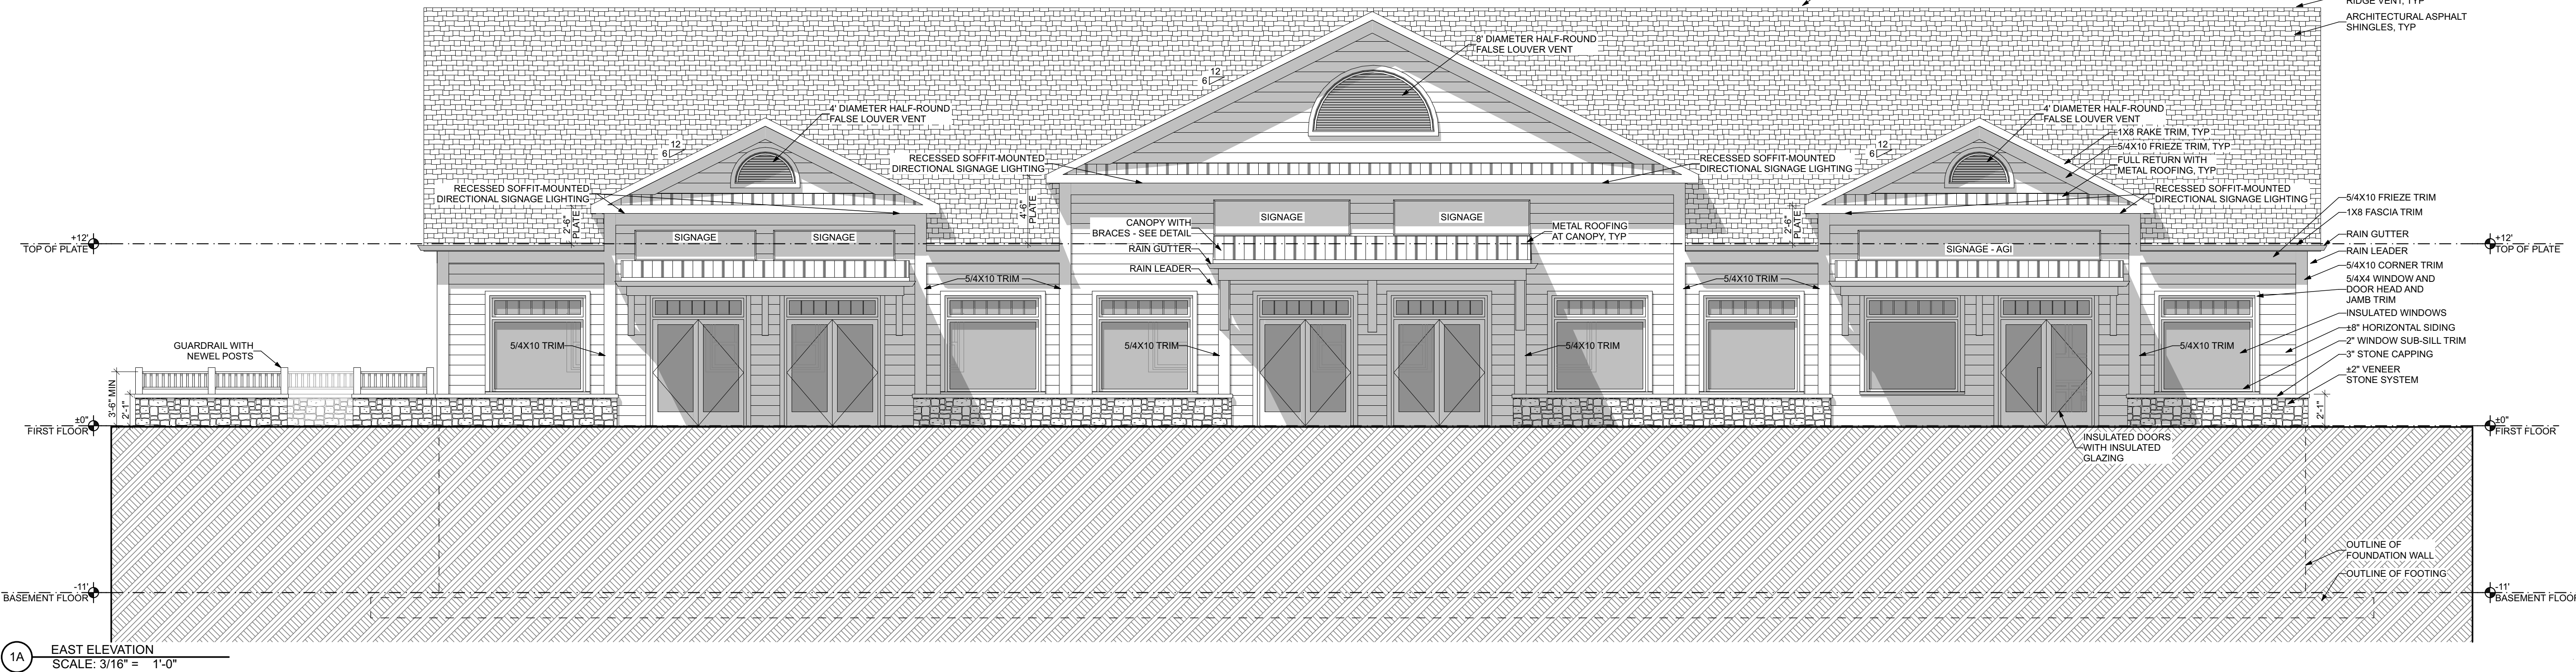 RIDGE VENT, TYP
ARCHITECTURAL ASPHALT
SHINGLES, TYP
8' DIAMETER HALF-ROUND
FALSE LOUVER VENT
12
6
4' DIAMETER HALF-ROUND
FALSE LOUVER VENT
12
6
RECESSED SOFFIT-MOUNTED
DIRECTIONAL SIGNAGE LIGHTING
RECESSED SOFFIT-MOUNTED
DIRECTIONAL SIGNAGE LIGHTING
RECESSED SOFFIT-MOUNTED
DIRECTIONAL SIGNAGE LIGHTING
4' DIAMETER HALF-ROUND
FALSE LOUVER VENT
1X8 RAKE TRIM, TYP
5/4X10 FRIEZE TRIM, TYP
FULL RETURN WITH
METAL ROOFING, TYP
12
6
RECESSED SOFFIT-MOUNTED
DIRECTIONAL SIGNAGE LIGHTING
2'-6"
PLATE
4'-6"
PLATE
2'-6"
PLATE
SIGNAGE
SIGNAGE
SIGNAGE
SIGNAGE
SIGNAGE - AGI
CANOPY WITH
BRACES - SEE DETAIL
RAIN GUTTER
RAIN LEADER
METAL ROOFING
AT CANOPY, TYP
+12'
TOP OF PLATE
+12'
TOP OF PLATE
5/4X10 FRIEZE TRIM
1X8 FASCIA TRIM
RAIN GUTTER
RAIN LEADER
5/4X10 CORNER TRIM
5/4X4 WINDOW AND
DOOR HEAD AND
JAMB TRIM
INSULATED WINDOWS
±8" HORIZONTAL SIDING
2" WINDOW SUB-SILL TRIM
3" STONE CAPPING
±2" VENEER
STONE SYSTEM
5/4X10 TRIM
5/4X10 TRIM
5/4X10 TRIM
5/4X10 TRIM
5/4X10 TRIM
5/4X10 TRIM
GUARDRAIL WITH
NEWEL POSTS
3'-6" MIN
2'-1"
2'-1"
±0"
FIRST FLOOR
±0"
FIRST FLOOR
INSULATED DOORS
WITH INSULATED
GLAZING
OUTLINE OF
FOUNDATION WALL
OUTLINE OF FOOTING
-11'
BASEMENT FLOOR
-11'
BASEMENT FLOOR
1A
EAST ELEVATION
SCALE: 3/16" = 1'-0"